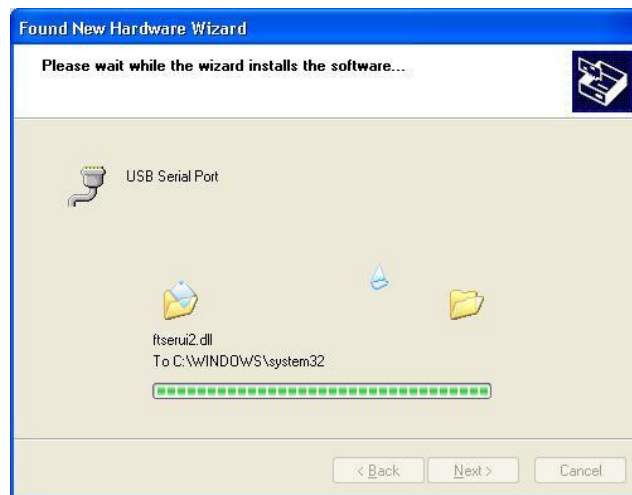 Found New Hardware Wizard
Please wait while the wizard installs the software...
USB Serial Port
ftserui2.dll
To C:\WINDOWS\system32
< Back Next > Cancel